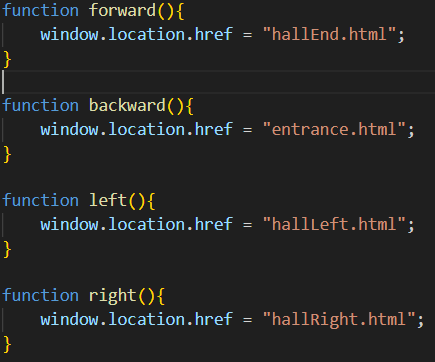 function forward(){
    window.location.href = "hallEnd.html";
}
function backward(){
    window.location.href = "entrance.html";
}
function left(){
    window.location.href = "hallLeft.html";
}
function right(){
    window.location.href = "hallRight.html";
}